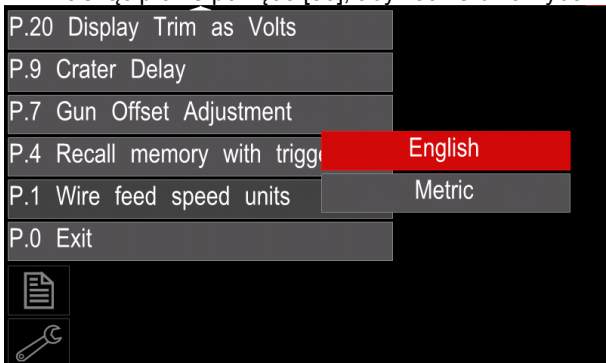 P.20 Display Trim as Volts
P.9 Crater Delay
P.7 Gun Offset Adjustment
P.4 Recall memory with trigge
English
P.1 Wire feed speed units
Metric
P.0 Exit